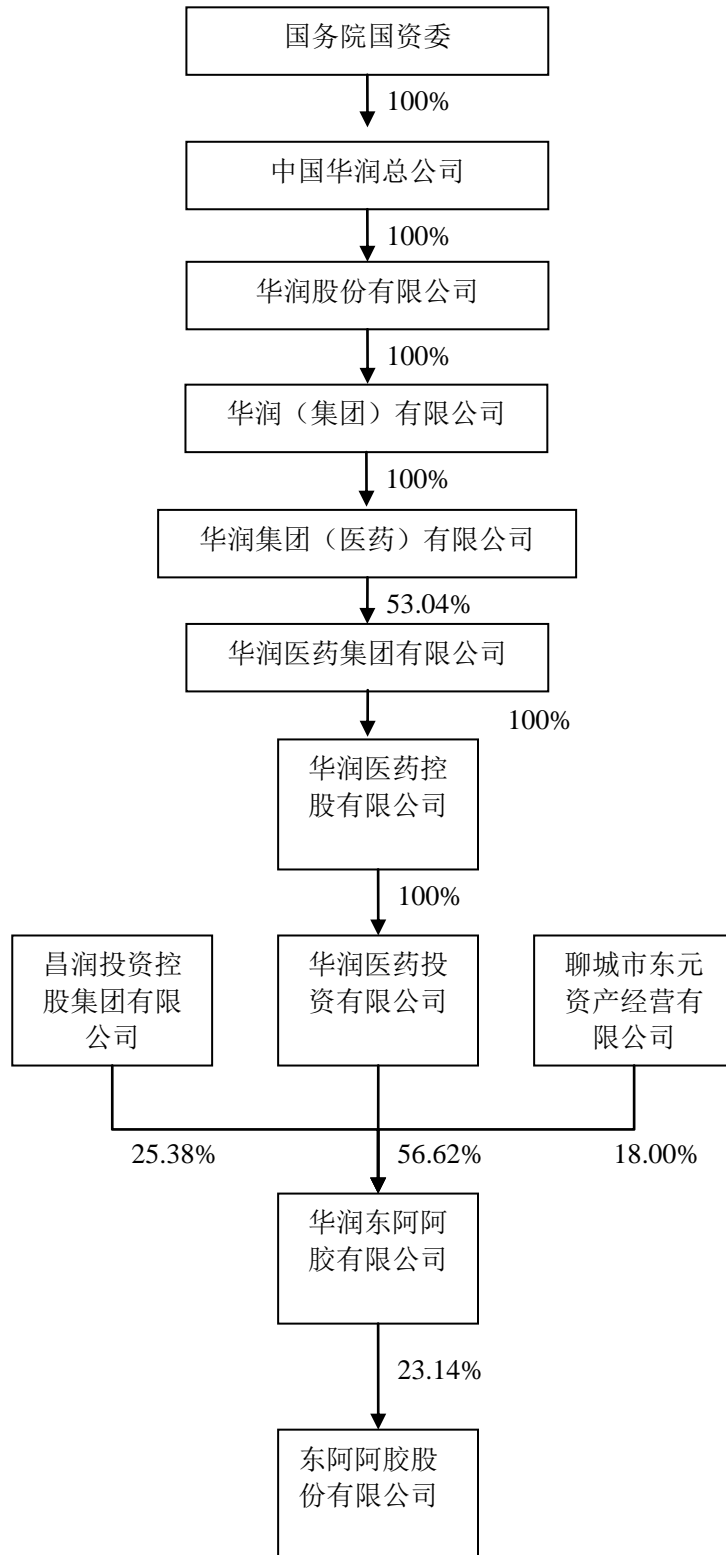 国务院国资委
100%
中国华润总公司
100%
华润股份有限公司
100%
华润（集团）有限公司
100%
华润集团（医药）有限公司
53.04%
华润医药集团有限公司
100%
华润医药控
股有限公司
100%
昌润投资控
股集团有限
公司
华润医药投
资有限公司
聊城市东元
资产经营有
限公司
25.38%
56.62%
18.00%
华润东阿阿
胶有限公司
23.14%
东阿阿胶股
份有限公司